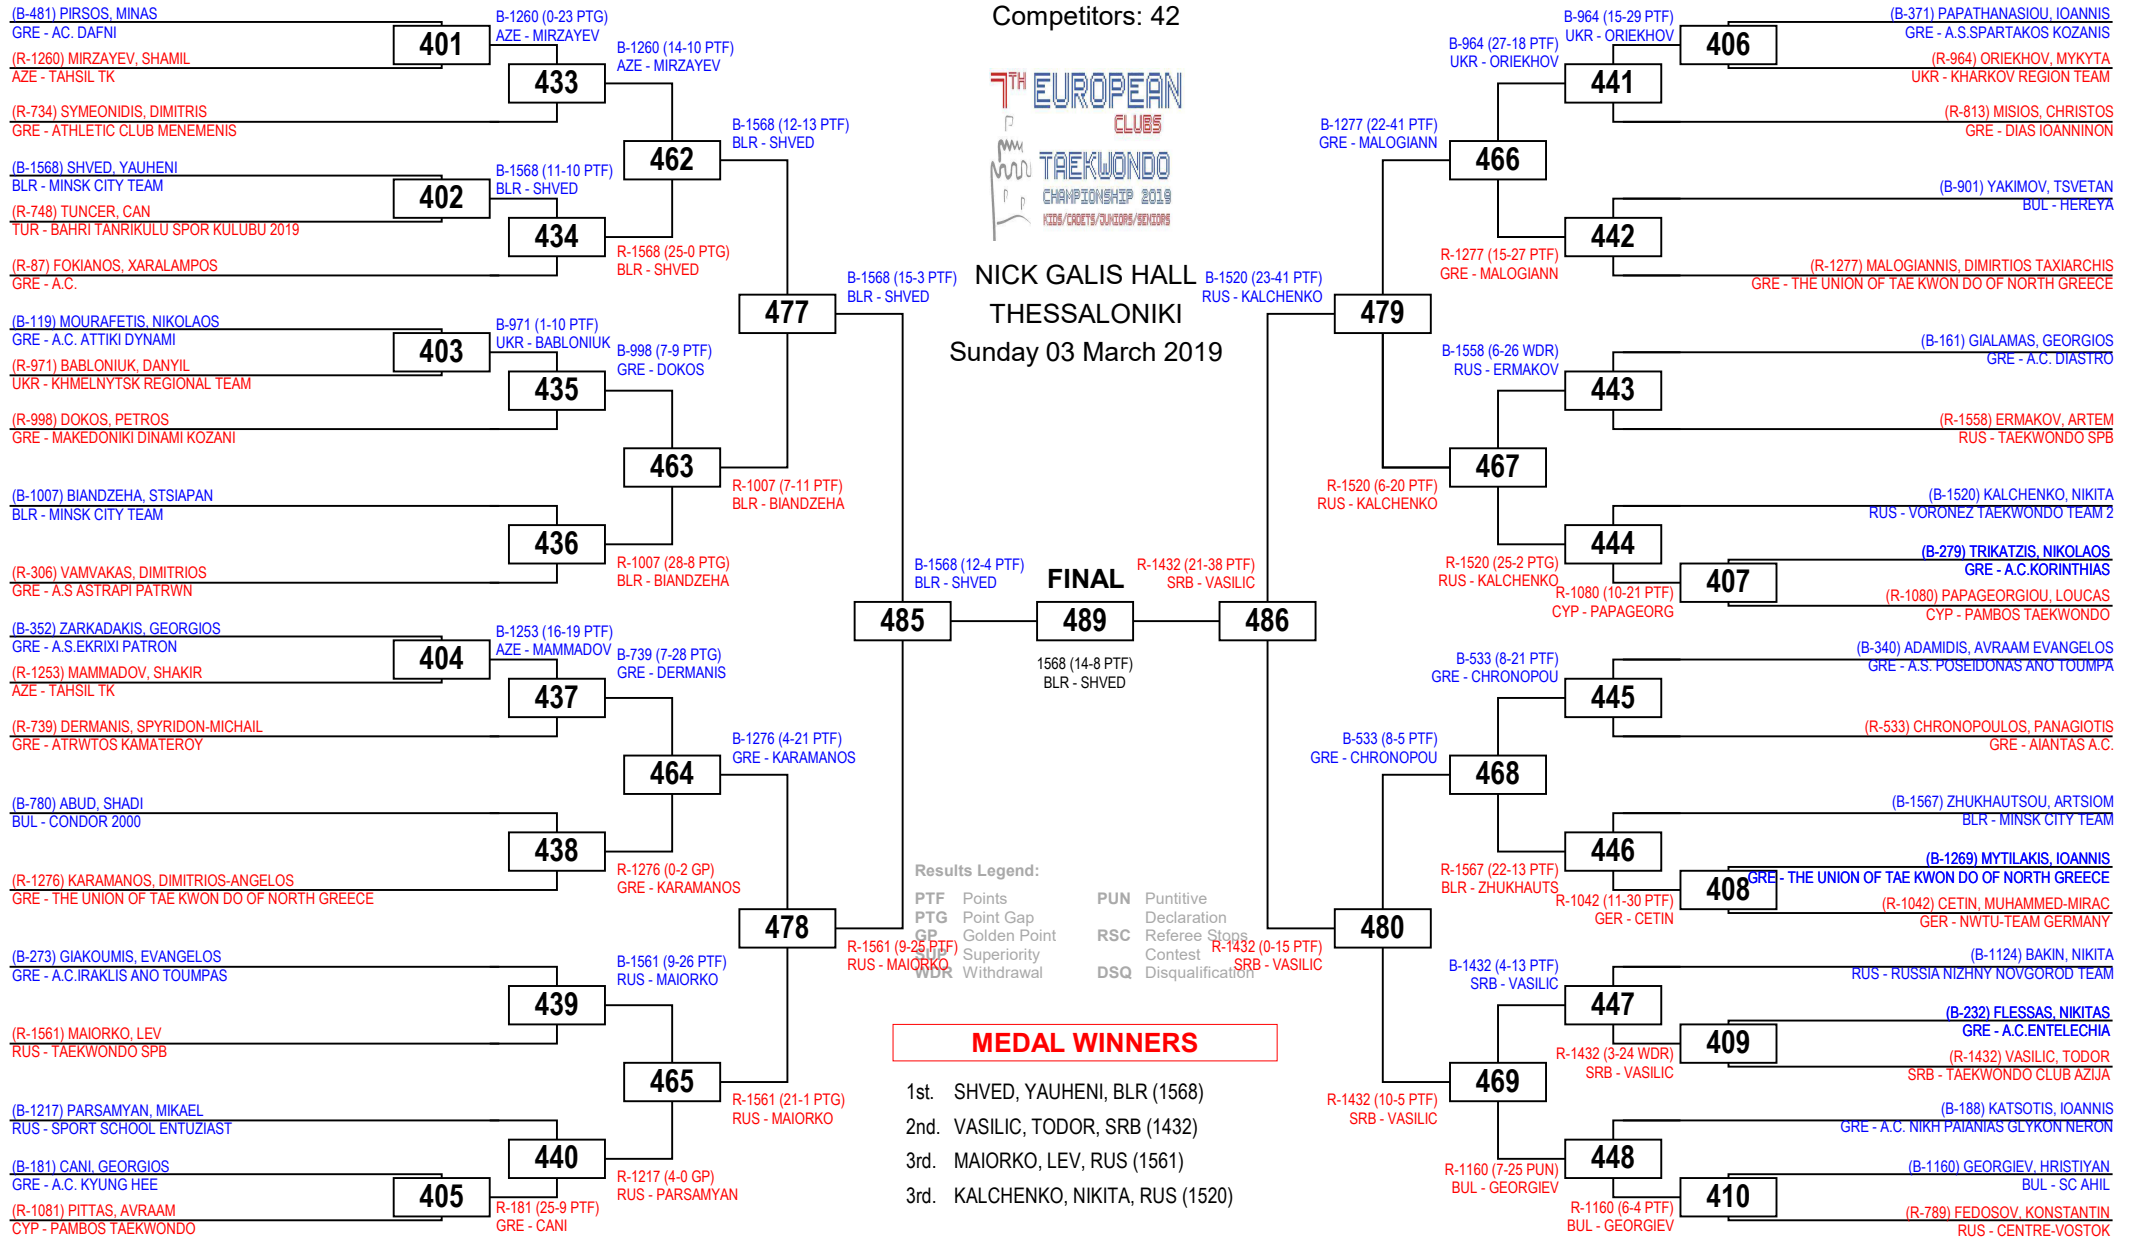 Competitors: 42
7TH EUROPEAN
CLUBS
TAEKWONDO
CHAMPIONSHIP 2019
KIDS/CADETS/JUNIORS/SENIORS
NICK GALIS HALL
THESSALONIKI
Sunday 03 March 2019
(B-481) PIRSOS, MINAS
GRE - AC. DAFNI
401
(R-1260) MIRZAYEV, SHAMIL
AZE - TAHSIL TK
B-1260 (0-23 PTG)
AZE - MIRZAYEV
433
(R-734) SYMEONIDIS, DIMITRIS
GRE - ATHLETIC CLUB MENEMENIS
B-1260 (14-10 PTF)
AZE - MIRZAYEV
462
(B-1568) SHVED, YAUHENI
BLR - MINSK CITY TEAM
402
(R-748) TUNCER, CAN
TUR - BAHRI TANRIKULU SPOR KULUBU 2019
B-1568 (11-10 PTF)
BLR - SHVED
434
(R-87) FOKIANOS, XARALAMPOS
GRE - A.C.
R-1568 (25-0 PTG)
BLR - SHVED
B-1568 (12-13 PTF)
BLR - SHVED
477
(B-119) MOURAFETIS, NIKOLAOS
GRE - A.C. ATTIKI DYNAMI
403
(R-971) BABLONIUK, DANYIL
UKR - KHMELNYTSK REGIONAL TEAM
B-971 (1-10 PTF)
UKR - BABLONIUK
435
(R-998) DOKOS, PETROS
GRE - MAKEDONIKI DINAMI KOZANI
B-998 (7-9 PTF)
GRE - DOKOS
463
(B-1007) BIANDZEHA, STSIAPAN
BLR - MINSK CITY TEAM
436
(R-306) VAMVAKAS, DIMITRIOS
GRE - A.S ASTRAPI PATRWN
R-1007 (28-8 PTG)
BLR - BIANDZEHA
R-1007 (7-11 PTF)
BLR - BIANDZEHA
B-1568 (15-3 PTF)
BLR - SHVED
485
(B-352) ZARKADAKIS, GEORGIOS
GRE - A.S.EKRIXI PATRON
404
(R-1253) MAMMADOV, SHAKIR
AZE - TAHSIL TK
B-1253 (16-19 PTF)
AZE - MAMMADOV
437
(R-739) DERMANIS, SPYRIDON-MICHAIL
GRE - ATRWTOS KAMATEROY
B-739 (7-28 PTG)
GRE - DERMANIS
464
(B-780) ABUD, SHADI
BUL - CONDOR 2000
438
(R-1276) KARAMANOS, DIMITRIOS-ANGELOS
GRE - THE UNION OF TAE KWON DO OF NORTH GREECE
R-1276 (0-2 GP)
GRE - KARAMANOS
B-1276 (4-21 PTF)
GRE - KARAMANOS
478
(B-273) GIAKOUMIS, EVANGELOS
GRE - A.C.IRAKLIS ANO TOUMPAS
439
(R-1561) MAIORKO, LEV
RUS - TAEKWONDO SPB
B-1561 (9-26 PTF)
RUS - MAIORKO
465
(B-1217) PARSAMYAN, MIKAEL
RUS - SPORT SCHOOL ENTUZIAST
440
(B-181) CANI, GEORGIOS
GRE - A.C. KYUNG HEE
405
(R-1081) PITTAS, AVRAAM
CYP - PAMBOS TAEKWONDO
R-181 (25-9 PTF)
GRE - CANI
R-1217 (4-0 GP)
RUS - PARSAMYAN
R-1561 (21-1 PTG)
RUS - MAIORKO
R-1561 (9-25 PTF)
RUS - MAIORKO
B-1568 (12-4 PTF)
BLR - SHVED
FINAL
489
1568 (14-8 PTF)
BLR - SHVED
R-1432 (21-38 PTF)
SRB - VASILIC
486
B-1520 (23-41 PTF)
RUS - KALCHENKO
479
B-1277 (22-41 PTF)
GRE - MALOGIANN
466
B-964 (27-18 PTF)
UKR - ORIEKHOV
441
B-964 (15-29 PTF)
UKR - ORIEKHOV
406
(B-371) PAPATHANASIOU, IOANNIS
GRE - A.S.SPARTAKOS KOZANIS
(R-964) ORIEKHOV, MYKYTA
UKR - KHARKOV REGION TEAM
(R-813) MISIOS, CHRISTOS
GRE - DIAS IOANNINON
(B-901) YAKIMOV, TSVETAN
BUL - HEREYA
442
R-1277 (15-27 PTF)
GRE - MALOGIANN
(R-1277) MALOGIANNIS, DIMIRTIOS TAXIARCHIS
GRE - THE UNION OF TAE KWON DO OF NORTH GREECE
(B-161) GIALAMAS, GEORGIOS
GRE - A.C. DIASTRO
B-1558 (6-26 WDR)
RUS - ERMAKOV
443
(R-1558) ERMAKOV, ARTEM
RUS - TAEKWONDO SPB
467
R-1520 (6-20 PTF)
RUS - KALCHENKO
(B-1520) KALCHENKO, NIKITA
RUS - VORONEZ TAEKWONDO TEAM 2
444
R-1520 (25-2 PTG)
RUS - KALCHENKO
(B-279) TRIKATZIS, NIKOLAOS
GRE - A.C.KORINTHIAS
407
R-1080 (10-21 PTF)
CYP - PAPAGEORG
(R-1080) PAPAGEORGIOU, LOUCAS
CYP - PAMBOS TAEKWONDO
(B-340) ADAMIDIS, AVRAAM EVANGELOS
GRE - A.S. POSEIDONAS ANO TOUMPA
B-533 (8-21 PTF)
GRE - CHRONOPOU
445
(R-533) CHRONOPOULOS, PANAGIOTIS
GRE - AIANTAS A.C.
B-533 (8-5 PTF)
GRE - CHRONOPOU
468
(B-1567) ZHUKHAUTSOU, ARTSIOM
BLR - MINSK CITY TEAM
446
R-1567 (22-13 PTF)
BLR - ZHUKHAUTS
(B-1269) MYTILAKIS, IOANNIS
GRE - THE UNION OF TAE KWON DO OF NORTH GREECE
408
R-1042 (11-30 PTF)
GER - CETIN
(R-1042) CETIN, MUHAMMED-MIRAC
GER - NWTU-TEAM GERMANY
480
R-1432 (0-15 PTF)
SRB - VASILIC
(B-1124) BAKIN, NIKITA
RUS - RUSSIA NIZHNY NOVGOROD TEAM
B-1432 (4-13 PTF)
SRB - VASILIC
447
(B-232) FLESSAS, NIKITAS
GRE - A.C.ENTELECHIA
409
R-1432 (3-24 WDR)
SRB - VASILIC
(R-1432) VASILIC, TODOR
SRB - TAEKWONDO CLUB AZIJA
469
R-1432 (10-5 PTF)
SRB - VASILIC
(B-188) KATSOTIS, IOANNIS
GRE - A.C. NIKH PAIANIAS GLYKON NERON
448
R-1160 (7-25 PUN)
BUL - GEORGIEV
(B-1160) GEORGIEV, HRISTIYAN
BUL - SC AHIL
410
R-1160 (6-4 PTF)
BUL - GEORGIEV
(R-789) FEDOSOV, KONSTANTIN
RUS - CENTRE-VOSTOK
Results Legend:
PTF Points
PTG Point Gap
GP Golden Point
SUP Superiority
WDR Withdrawal
PUN Puntitive
Declaration
RSC Referee Stops
Contest
DSQ Disqualification
MEDAL WINNERS
1st. SHVED, YAUHENI, BLR (1568)
2nd. VASILIC, TODOR, SRB (1432)
3rd. MAIORKO, LEV, RUS (1561)
3rd. KALCHENKO, NIKITA, RUS (1520)